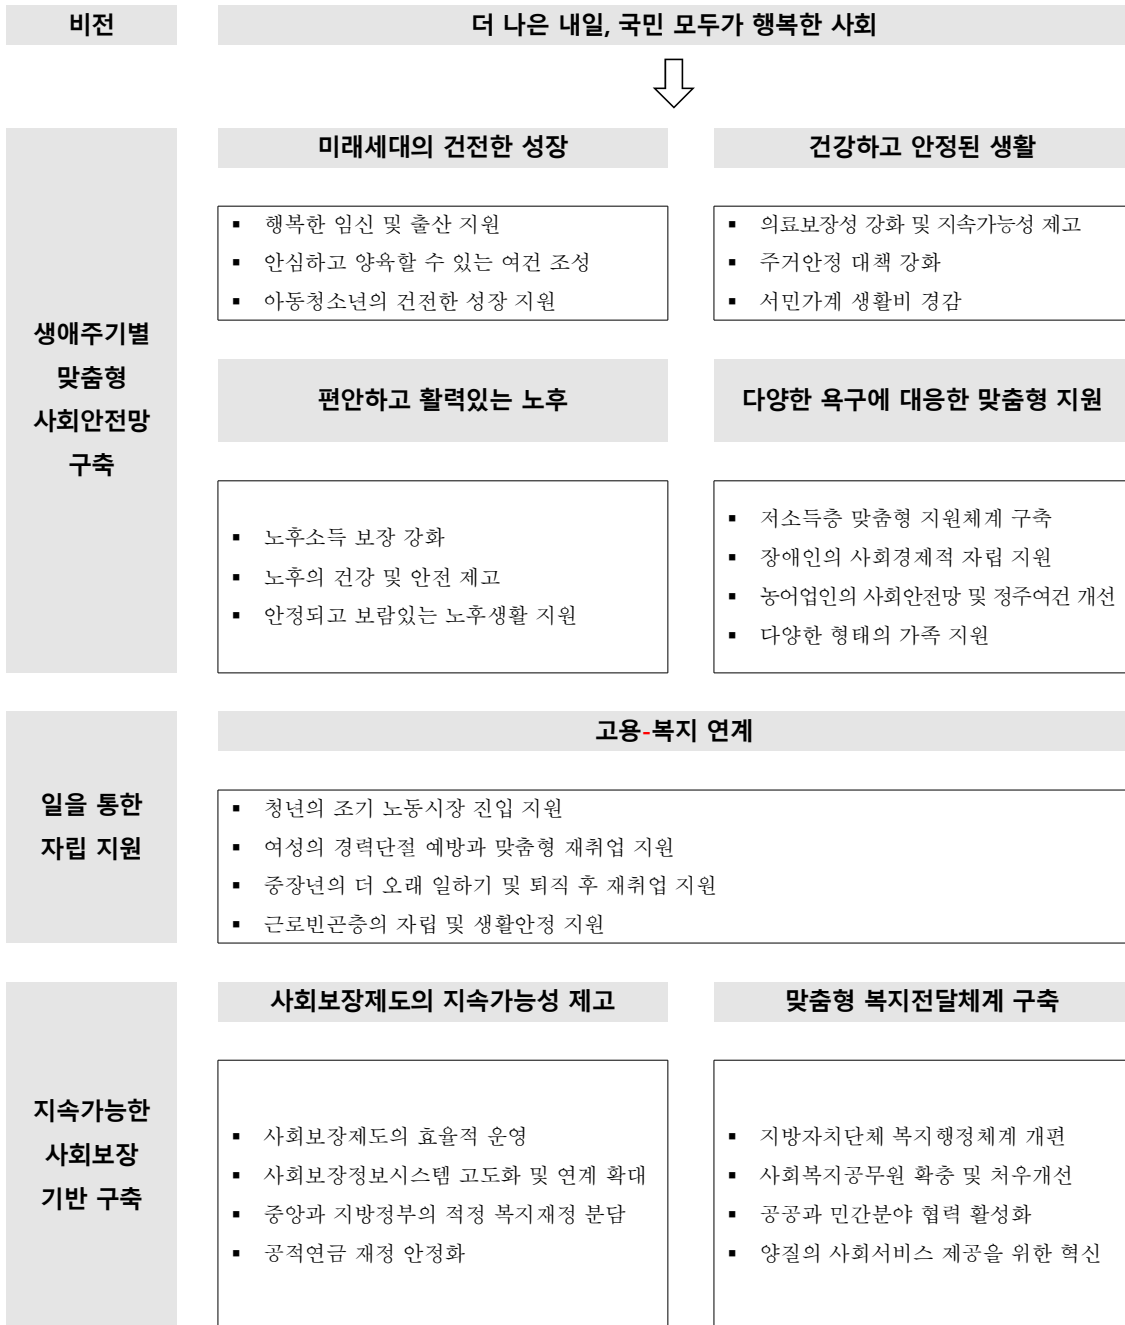 비전
더 나은 내일, 국민 모두가 행복한 사회
생애주기별
맞춤형
사회안전망
구축
미래세대의 건전한 성장
▪ 행복한 임신 및 출산 지원
▪ 안심하고 양육할 수 있는 여건 조성
▪ 아동청소년의 건전한 성장 지원
건강하고 안정된 생활
▪ 의료보장성 강화 및 지속가능성 제고
▪ 주거안정 대책 강화
▪ 서민가계 생활비 경감
편안하고 활력있는 노후
▪ 노후소득 보장 강화
▪ 노후의 건강 및 안전 제고
▪ 안정되고 보람있는 노후생활 지원
다양한 욕구에 대응한 맞춤형 지원
▪ 저소득층 맞춤형 지원체계 구축
▪ 장애인의 사회경제적 자립 지원
▪ 농어업인의 사회안전망 및 정주여건 개선
▪ 다양한 형태의 가족 지원
일을 통한
자립 지원
고용-복지 연계
▪ 청년의 조기 노동시장 진입 지원
▪ 여성의 경력단절 예방과 맞춤형 재취업 지원
▪ 중장년의 더 오래 일하기 및 퇴직 후 재취업 지원
▪ 근로빈곤층의 자립 및 생활안정 지원
지속가능한
사회보장
기반 구축
사회보장제도의 지속가능성 제고
▪ 사회보장제도의 효율적 운영
▪ 사회보장정보시스템 고도화 및 연계 확대
▪ 중앙과 지방정부의 적정 복지재정 분담
▪ 공적연금 재정 안정화
맞춤형 복지전달체계 구축
▪ 지방자치단체 복지행정체계 개편
▪ 사회복지공무원 확충 및 처우개선
▪ 공공과 민간분야 협력 활성화
▪ 양질의 사회서비스 제공을 위한 혁신